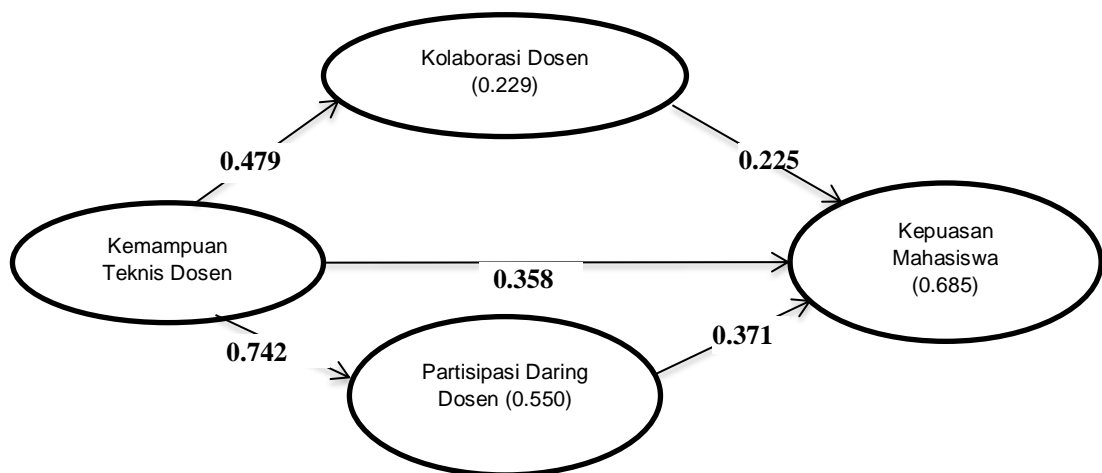 Kolaborasi Dosen
(0.229)
0.479
0.225
Kemampuan
Teknis Dosen
0.358
Kepuasan
Mahasiswa
(0.685)
0.742
0.371
Partisipasi Daring
Dosen (0.550)